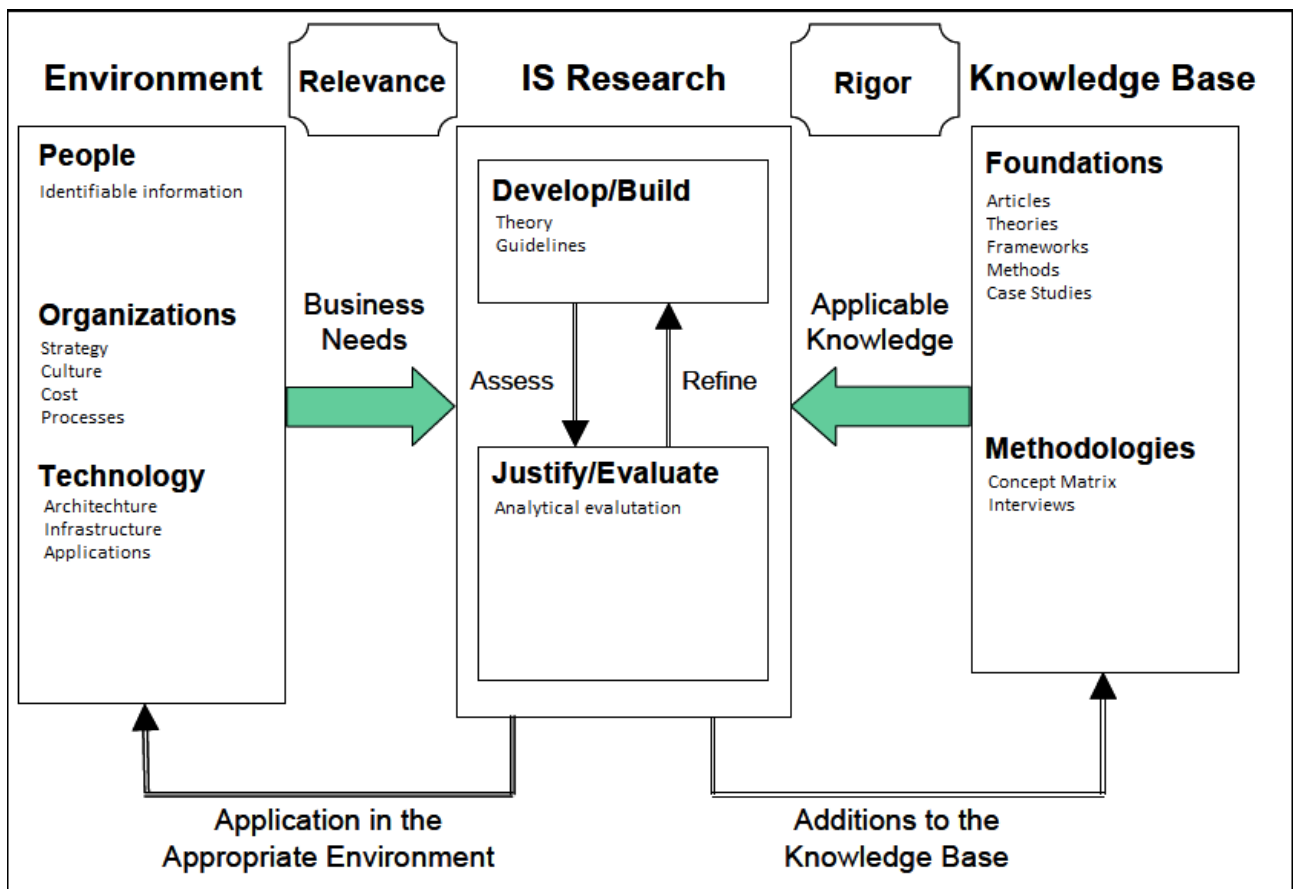 Environment
Relevance
IS Research
Rigor
Knowledge Base
People
Identifiable information
Organizations
Strategy
Culture
Cost
Processes
Technology
Architechture
Infrastructure
Applications
Business
Needs
Develop/Build
Theory
Guidelines
Assess
Refine
Justify/Evaluate
Analytical evalutation
Applicable
Knowledge
Foundations
Articles
Theories
Frameworks
Methods
Case Studies
Methodologies
Concept Matrix
Interviews
Application in the
Appropriate Environment
Additions to the
Knowledge Base